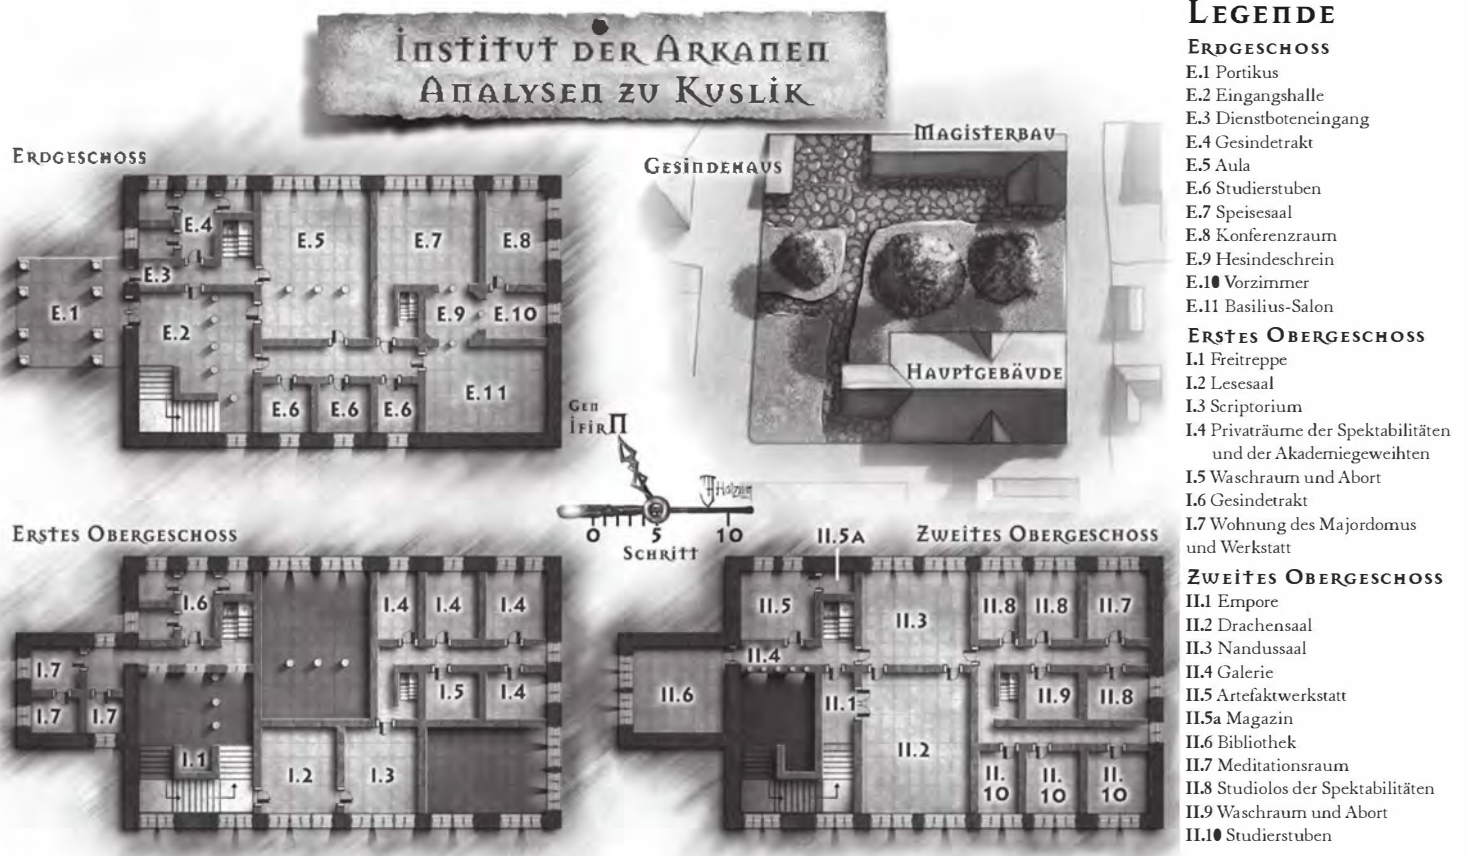 Institut der Arkanen
Analysen zu Kuslik
Erdgeschoss
E.1
E.2
E.3
E.4
E.5
E.6
E.6
E.6
E.7
E.8
E.9
E.10
E.11
Gesindehaus
Magisterbau
Hauptgebäude
Gen
Ifirn
0
5
10
Schritt
Erstes Obergeschoss
I.6
I.4
I.4
I.4
I.7
I.7
I.7
I.5
I.4
I.1
I.2
I.3
Zweites Obergeschoss
II.5A
II.5
II.3
II.8
II.8
II.7
II.4
II.6
II.1
II.9
II.8
II.2
II.
10
II.
10
II.
10
Legende
Erdgeschoss
E.1 Portikus
E.2 Eingangshalle
E.3 Dienstboteneingang
E.4 Gesindetrakt
E.5 Aula
E.6 Studierstuben
E.7 Speisesaal
E.8 Konferenzraum
E.9 Hesindeschrein
E.10 Vorzimmer
E.11 Basilius-Salon
Erstes Obergeschoss
I.1 Freitreppe
I.2 Lesesaal
I.3 Scriptorium
I.4 Privaträume der Spektabilitäten
und der Akademiegeweihten
I.5 Waschraum und Abort
I.6 Gesindetrakt
I.7 Wohnung des Majordomus
und Werkstatt
Zweites Obergeschoss
II.1 Empore
II.2 Drachensaal
II.3 Nandussaal
II.4 Galerie
II.5 Artefaktwerkstatt
II.5a Magazin
II.6 Bibliothek
II.7 Meditationsraum
II.8 Studiolos der Spektabilitäten
II.9 Waschraum und Abort
II.10 Studierstuben